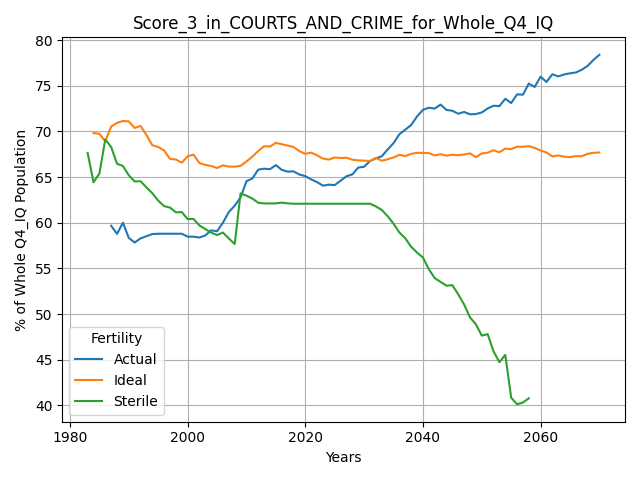 Score_3_in_COURTS_AND_CRIME_for_Whole_Q4_IQ
% of Whole Q4_IQ Population
80
75
70
65
60
55
50
45
40
Fertility
Actual
Ideal
Sterile
1980
2000
2020
2040
2060
Years